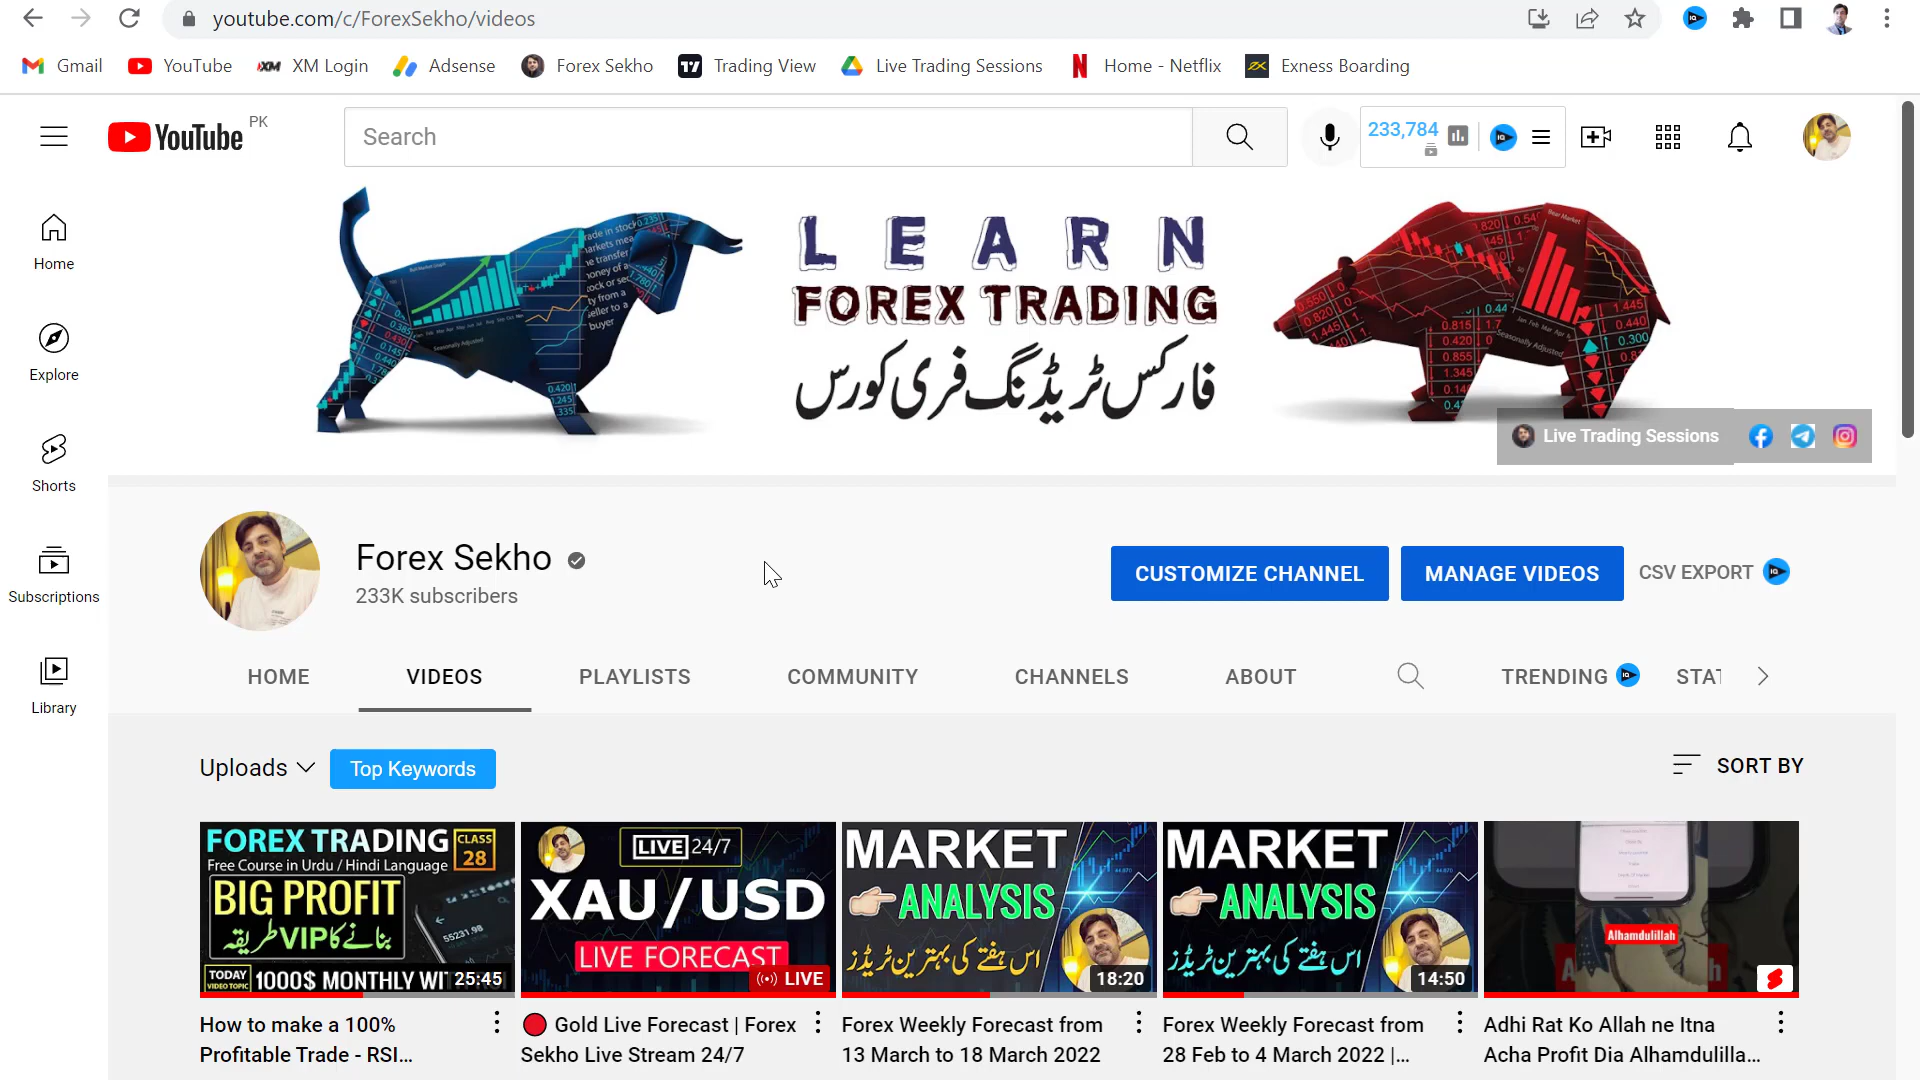 youtube.com/c/ForexSekho/videos
Gmail
YouTube
XM Login
Adsense
Forex Sekho
Trading View
Live Trading Sessions
Home - Netflix
Exness Boarding
YouTube PK
Search
233,784
Home
Explore
Shorts
Subscriptions
Library
LEARN
FOREX TRADING
فارکس ٹریڈنگ فری کورس
Live Trading Sessions
Forex Sekho
233K subscribers
CUSTOMIZE CHANNEL
MANAGE VIDEOS
CSV EXPORT
HOME
VIDEOS
PLAYLISTS
COMMUNITY
CHANNELS
ABOUT
TRENDING
STAT
Uploads
Top Keywords
SORT BY
FOREX TRADING
CLASS
28
Free Course in Urdu / Hindi Language
BIG PROFIT
بنانے کا VIP طریقہ
55231.98
TODAY
VIDEO TOPIC
1000$ MONTHLY WI
25:45
How to make a 100%
Profitable Trade - RSI...
LIVE 24/7
XAU/USD
LIVE FORECAST
LIVE
Gold Live Forecast | Forex
Sekho Live Stream 24/7
MARKET
ANALYSIS
اس ہفتے کی بہترین ٹریڈز
18:20
Forex Weekly Forecast from
13 March to 18 March 2022
MARKET
ANALYSIS
اس ہفتے کی بہترین ٹریڈز
14:50
Forex Weekly Forecast from
28 Feb to 4 March 2022 |...
Alhamdulillah
Adhi Rat Ko Allah ne Itna
Acha Profit Dia Alhamdulilla...